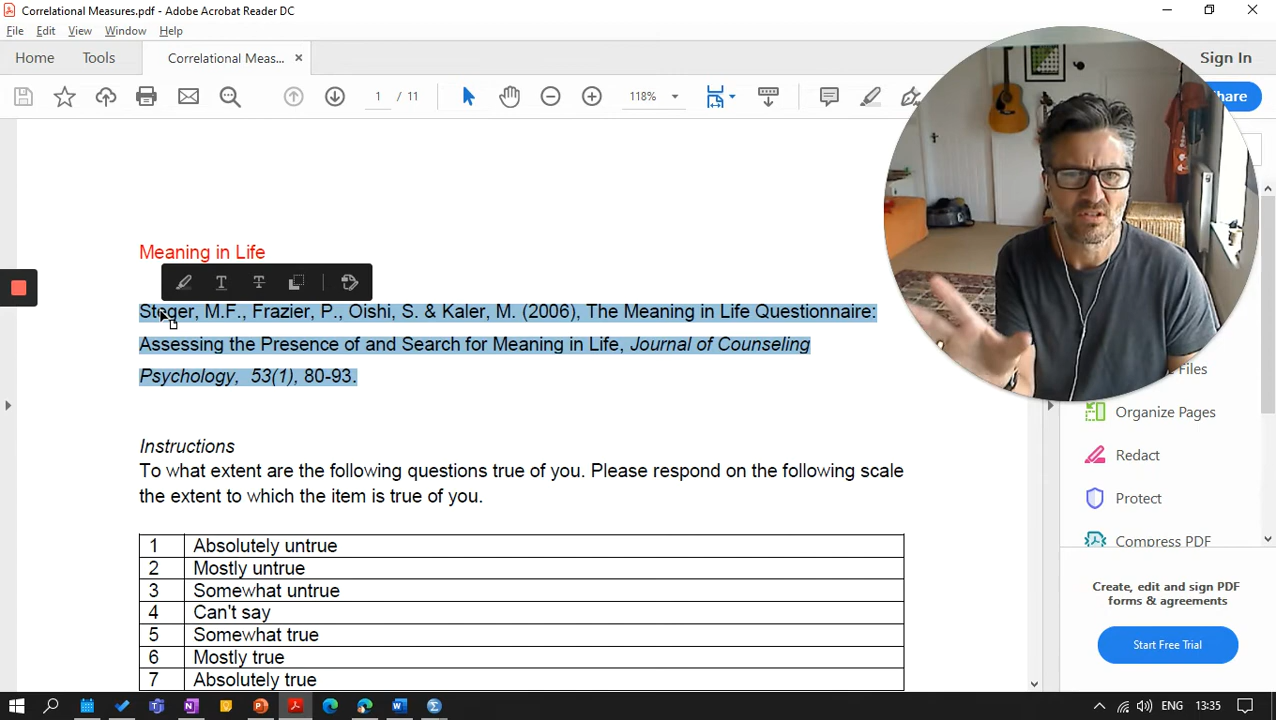 Correlational Measures.pdf - Adobe Acrobat Reader DC
File Edit View Window Help
Home Tools Correlational Meas... × Sign In
1 / 11 118% Share
Meaning in Life
Steger, M.F., Frazier, P., Oishi, S. & Kaler, M. (2006), The Meaning in Life Questionnaire:
Assessing the Presence of and Search for Meaning in Life, Journal of Counseling
Psychology, 53(1), 80-93.
Instructions
To what extent are the following questions true of you. Please respond on the following scale
the extent to which the item is true of you.
1 Absolutely untrue
2 Mostly untrue
3 Somewhat untrue
4 Can't say
5 Somewhat true
6 Mostly true
7 Absolutely true
Files
Organize Pages
Redact
Protect
Compress PDF
Create, edit and sign PDF
forms & agreements
Start Free Trial
ENG 13:35